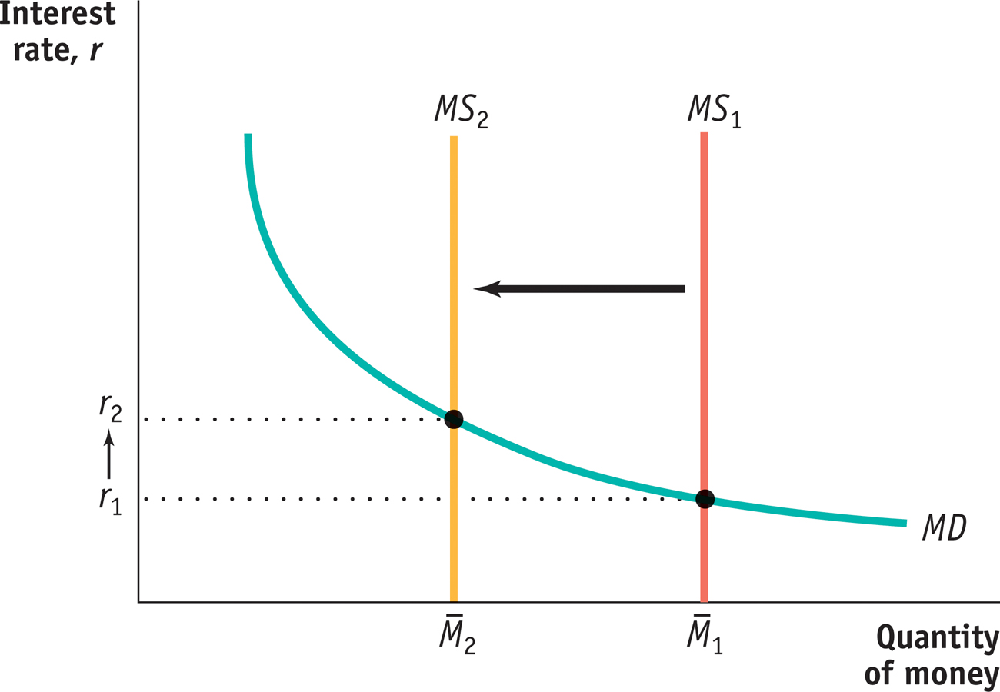 Interest
rate, r
MS₂
MS₁
r₂
r₁
MD
M̅₂
M̅₁
Quantity
of money